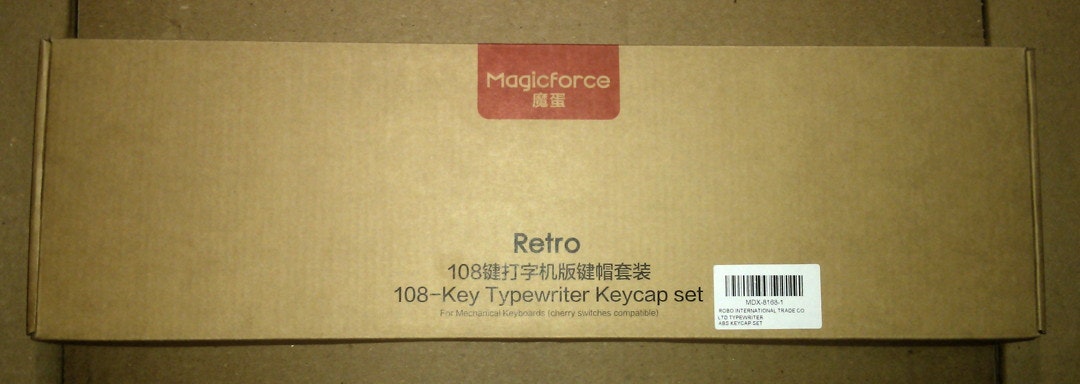 Magicforce
魔蛋
Retro
108键打字机版键帽套装
108-Key Typewriter Keycap set
For Mechanical Keyboards (cherry switches compatible)
MDX-8168-1
ROBO INTERNATIONAL TRADE CO
LTD TYPEWRITER
ABS KEYCAP SET